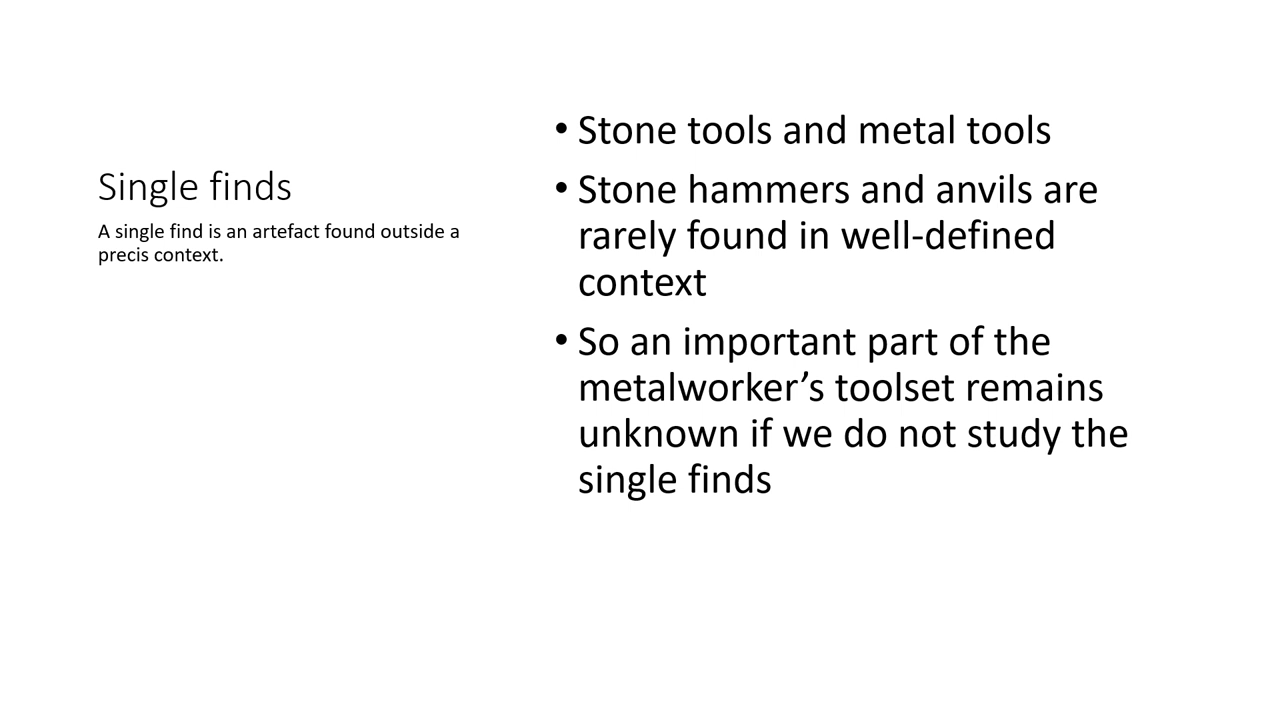 Single finds
A single find is an artefact found outside a
precis context.
• Stone tools and metal tools
• Stone hammers and anvils are
rarely found in well-defined
context
• So an important part of the
metalworker’s toolset remains
unknown if we do not study the
single finds